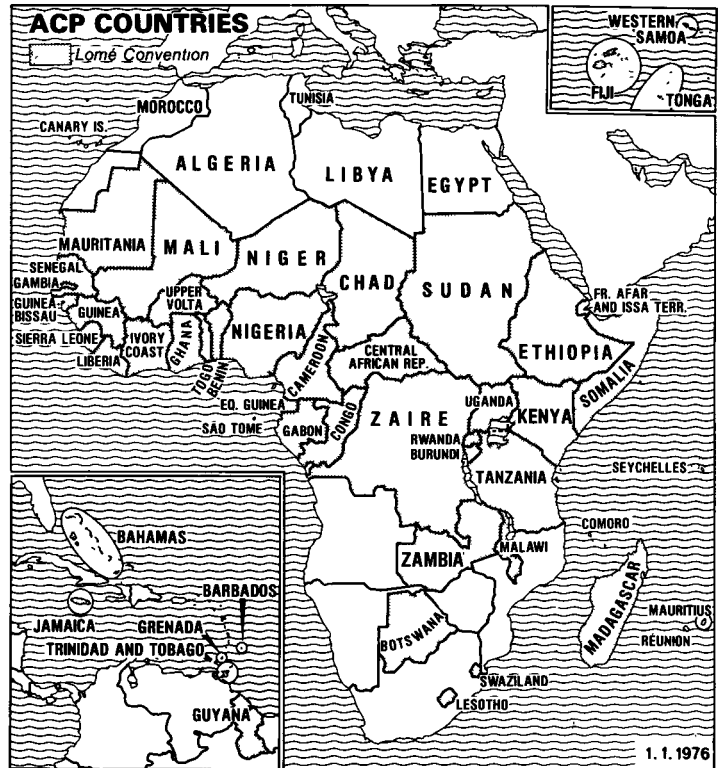 ACP COUNTRIES
Lomé Convention
WESTERN
SAMOA
FIJI
TONGA
MOROCCO
TUNISIA
CANARY IS.
ALGERIA
LIBYA
EGYPT
MAURITANIA
MALI
NIGER
CHAD
SUDAN
SENEGAL
GAMBIA
GUINEA-
BISSAU
GUINEA
UPPER
VOLTA
FR. AFAR
AND ISSA TERR.
SIERRA LEONE
LIBERIA
IVORY
COAST
GHANA
TOGO
BENIN
NIGERIA
CAMEROON
CENTRAL
AFRICAN REP.
ETHIOPIA
SOMALIA
EQ. GUINEA
SÃO TOME
GABON
CONGO
ZAIRE
UGANDA
KENYA
RWANDA
BURUNDI
TANZANIA
SEYCHELLES
COMORO
ZAMBIA
MALAWI
MADAGASCAR
MAURITIUS
RÉUNION
BOTSWANA
SWAZILAND
LESOTHO
BAHAMAS
BARBADOS
JAMAICA
GRENADA
TRINIDAD AND TOBAGO
GUYANA
1.1.1976